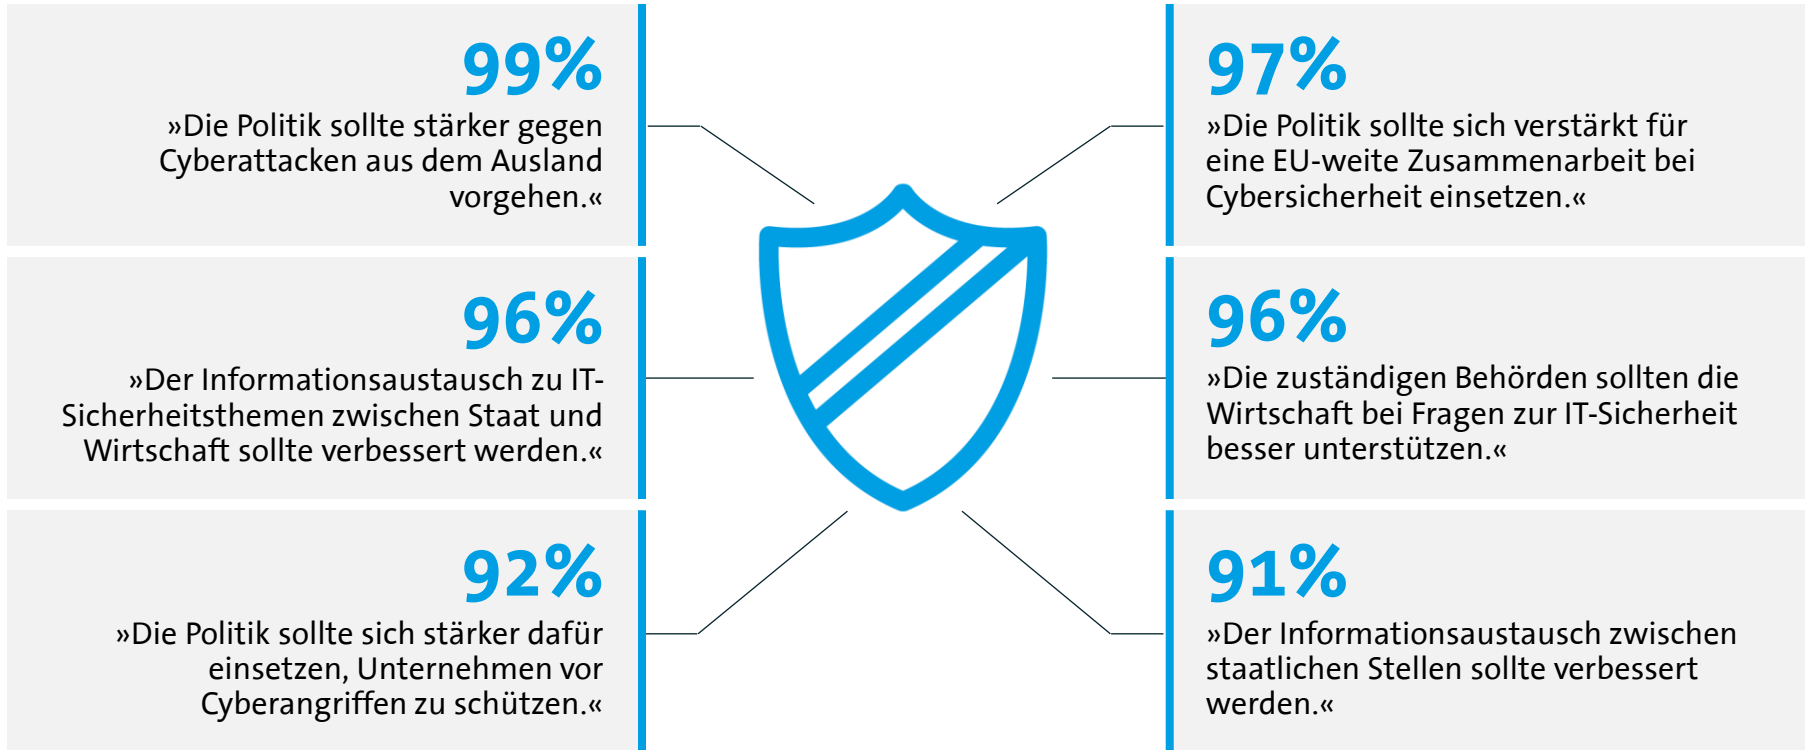 99%
»Die Politik sollte stärker gegen
Cyberattacken aus dem Ausland
vorgehen.«
97%
»Die Politik sollte sich verstärkt für
eine EU-weite Zusammenarbeit bei
Cybersicherheit einsetzen.«
96%
»Der Informationsaustausch zu IT-
Sicherheitsthemen zwischen Staat und
Wirtschaft sollte verbessert werden.«
96%
»Die zuständigen Behörden sollten die
Wirtschaft bei Fragen zur IT-Sicherheit
besser unterstützen.«
92%
»Die Politik sollte sich stärker dafür
einsetzen, Unternehmen vor
Cyberangriffen zu schützen.«
91%
»Der Informationsaustausch zwischen
staatlichen Stellen sollte verbessert
werden.«